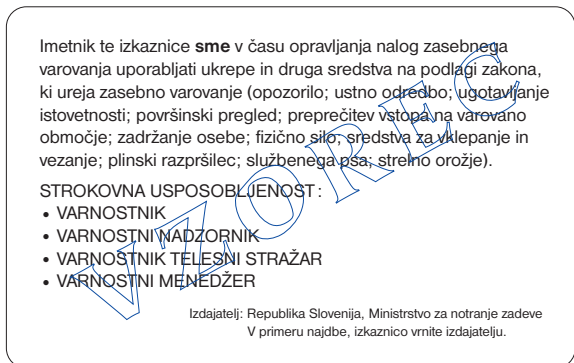 Imetnik te izkaznice sme v času opravljanja nalog zasebnega
varovanja uporabljati ukrepe in druga sredstva na podlagi zakona,
ki ureja zasebno varovanje (opozorilo; ustno odredbo; ugotavljanje
istovetnosti; površinski pregled; preprečitev vstopa na varovano
območje; zadržanje osebe; fizično silo; sredstva za vklepanje in
vezanje; plinski razpršilec; službenega psa; strelno orožje).
STROKOVNA USPOSOBLJENOST:
• VARNOSTNIK
• VARNOSTNI NADZORNIK
• VARNOSTNIK TELESNI STRAŽAR
• VARNOSTNI MENEDŽER
Izdajatelj: Republika Slovenija, Ministrstvo za notranje zadeve
V primeru najdbe, izkaznico vrnite izdajatelju.
VZOREC